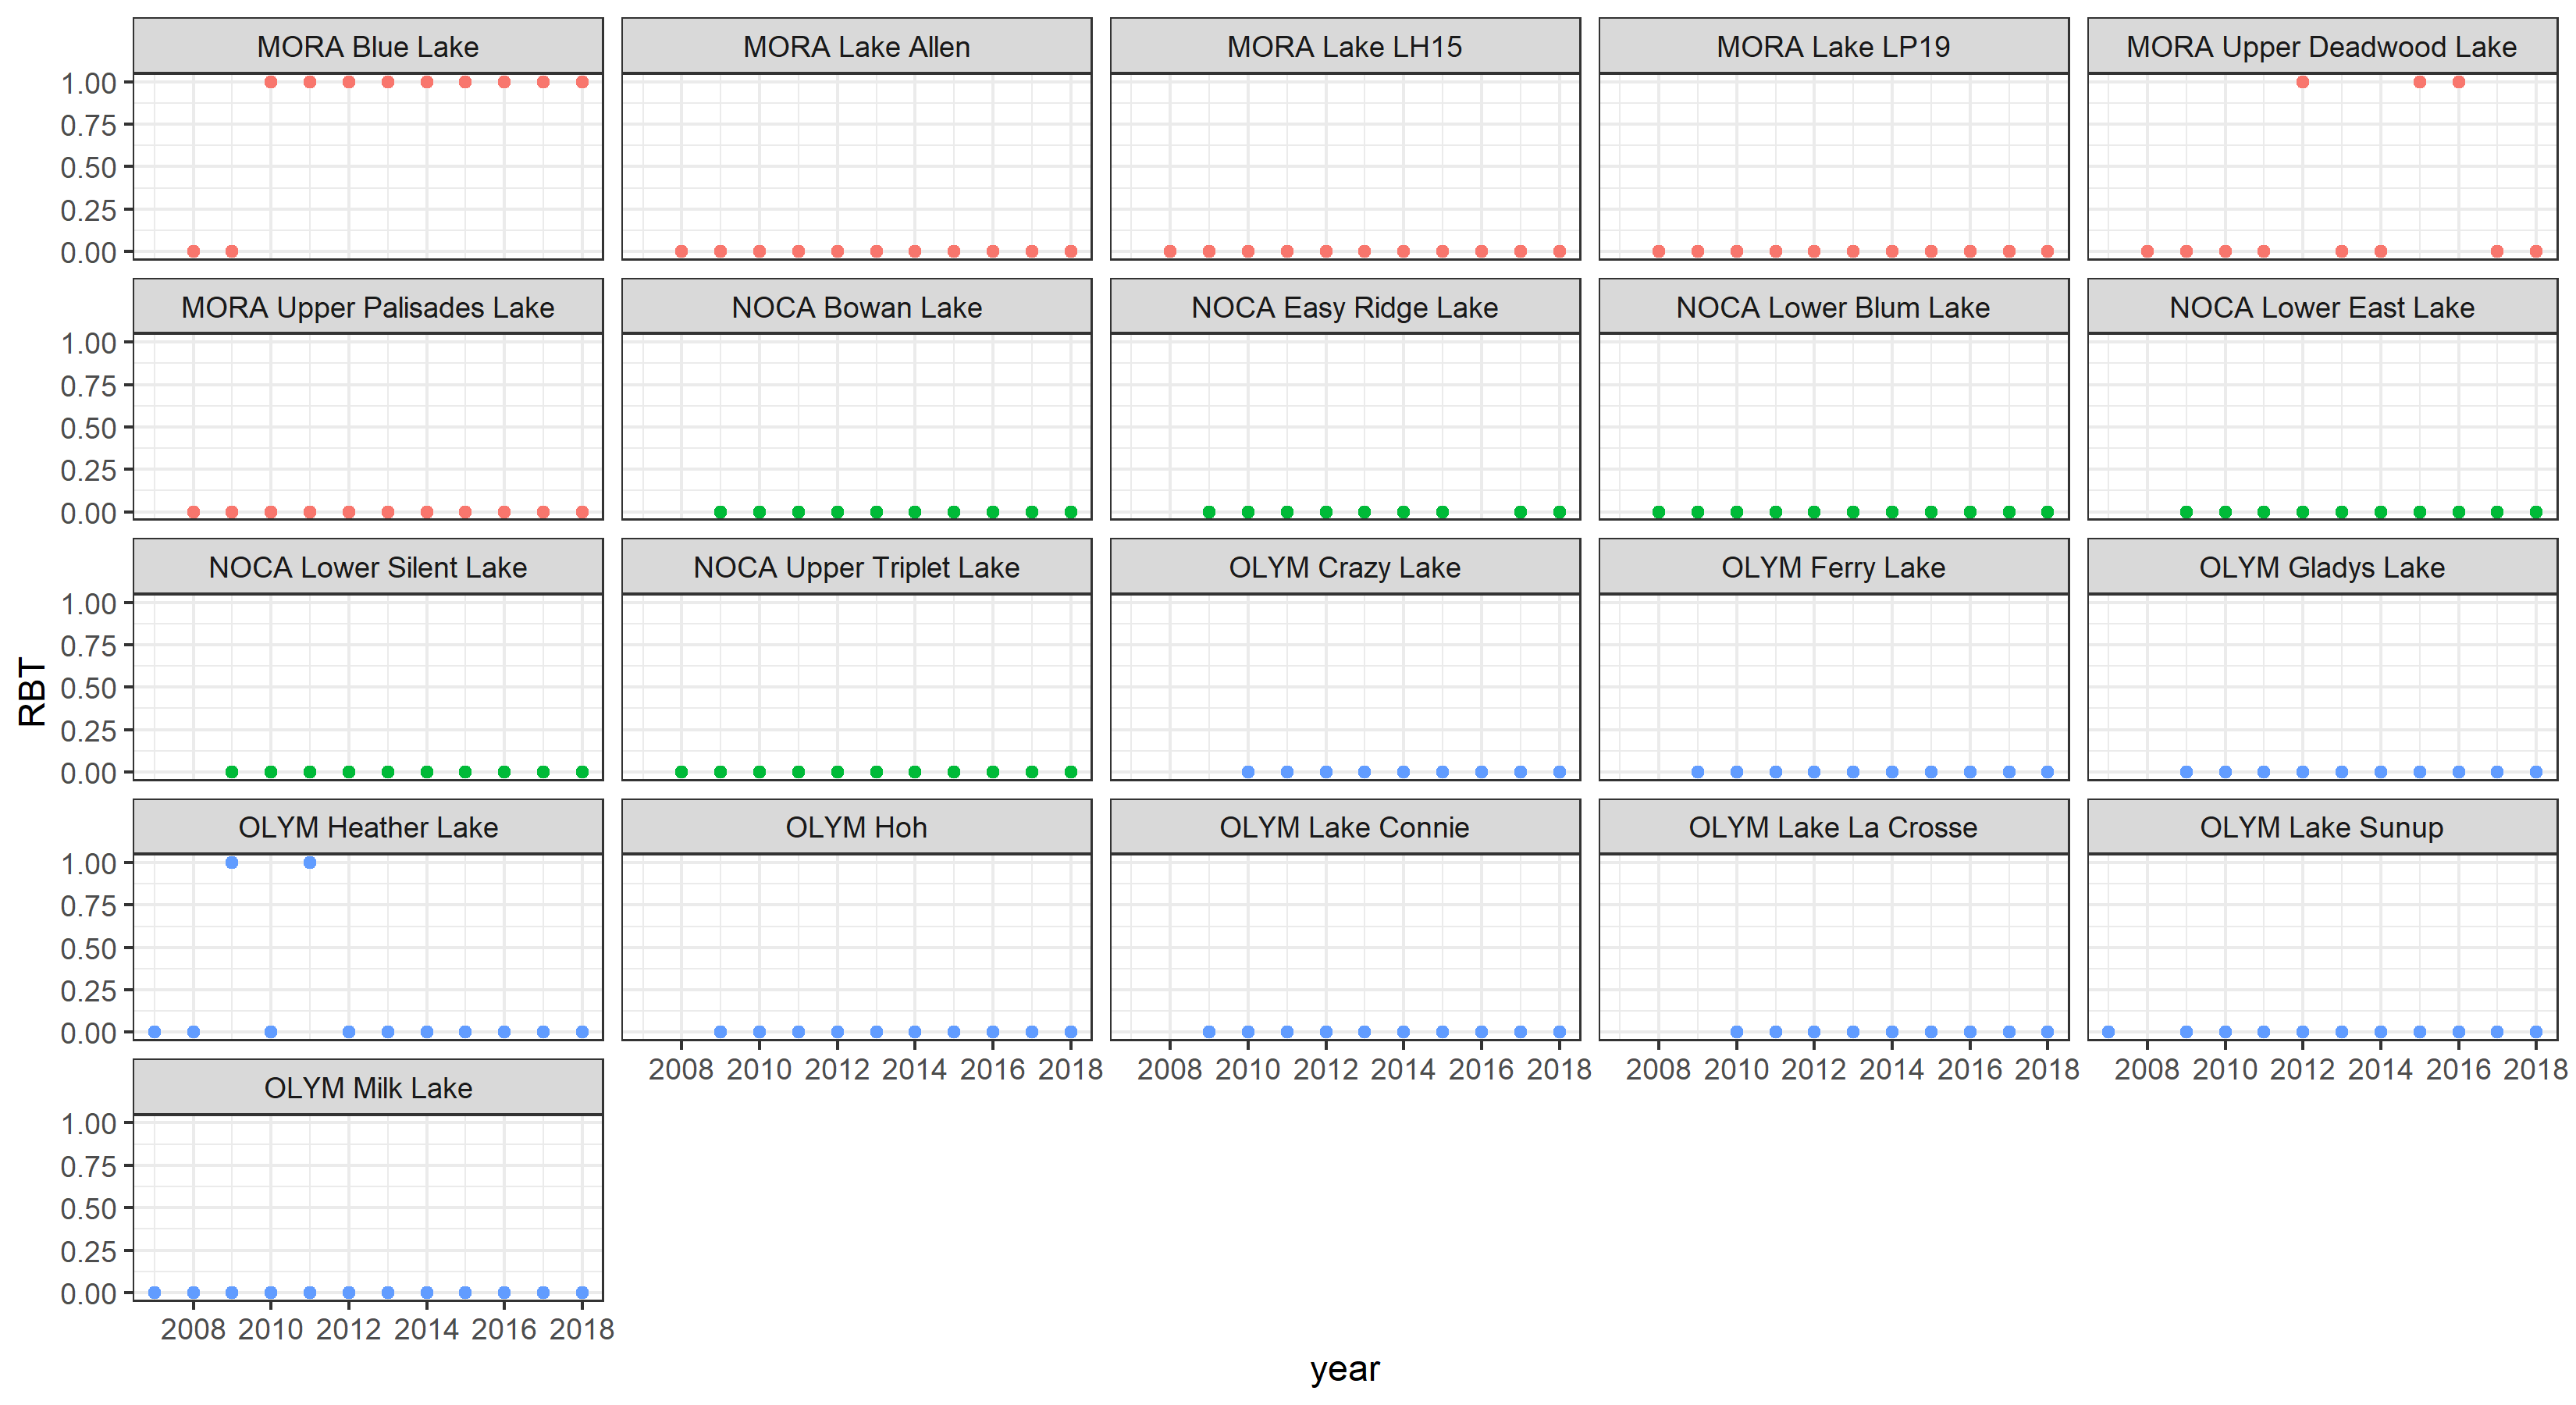 MORA Blue Lake MORA Lake Allen MORA Lake LH15 MORA Lake LP19 MORA Upper Deadwood Lake
1.00
0.75
0.50
0.25
0.00
MORA Upper Palisades Lake NOCA Bowan Lake NOCA Easy Ridge Lake NOCA Lower Blum Lake NOCA Lower East Lake
1.00
0.75
0.50
0.25
0.00
NOCA Lower Silent Lake NOCA Upper Triplet Lake OLYM Crazy Lake OLYM Ferry Lake OLYM Gladys Lake
1.00
0.75
RBT
0.50
0.25
0.00
OLYM Heather Lake OLYM Hoh OLYM Lake Connie OLYM Lake La Crosse OLYM Lake Sunup
1.00
0.75
0.50
0.25
0.00
2008 2010 2012 2014 2016 2018 2008 2010 2012 2014 2016 2018 2008 2010 2012 2014 2016 2018 2008 2010 2012 2014 2016 2018
OLYM Milk Lake
1.00
0.75
0.50
0.25
0.00
2008 2010 2012 2014 2016 2018
year